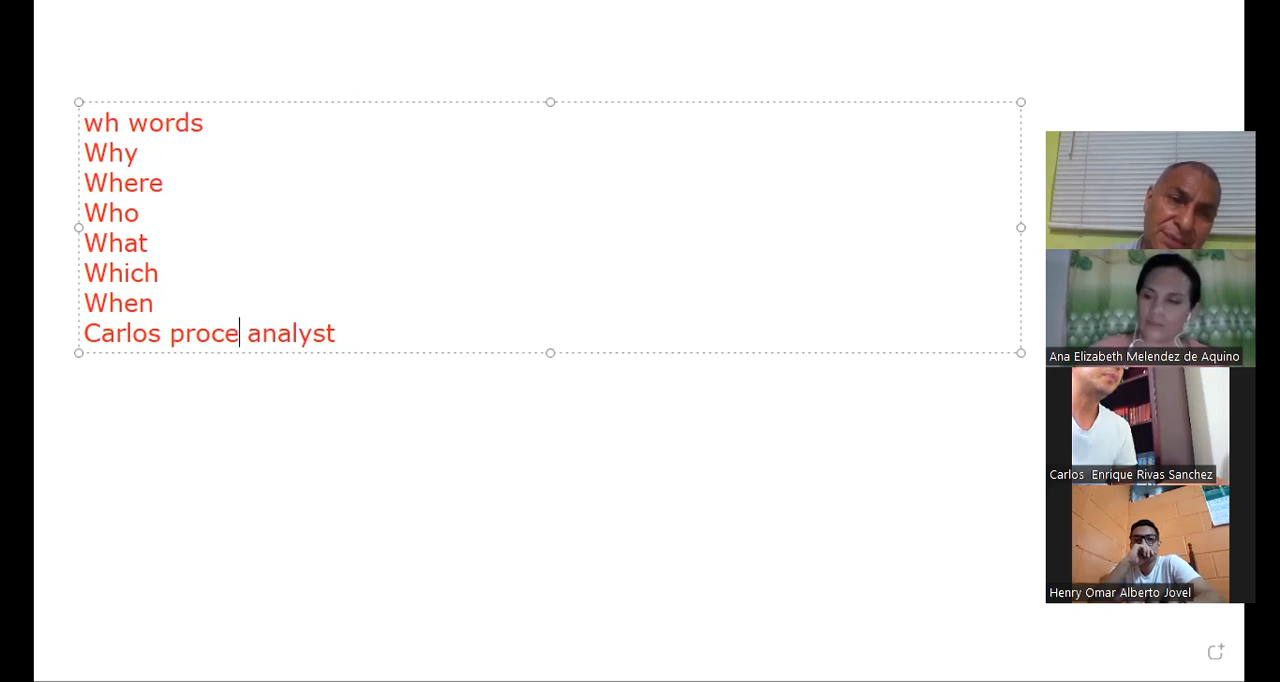 wh words
Why
Where
Who
What
Which
When
Carlos proce analyst
Ana Elizabeth Melendez de Aquino
Carlos Enrique Rivas Sanchez
Henry Omar Alberto Jovel